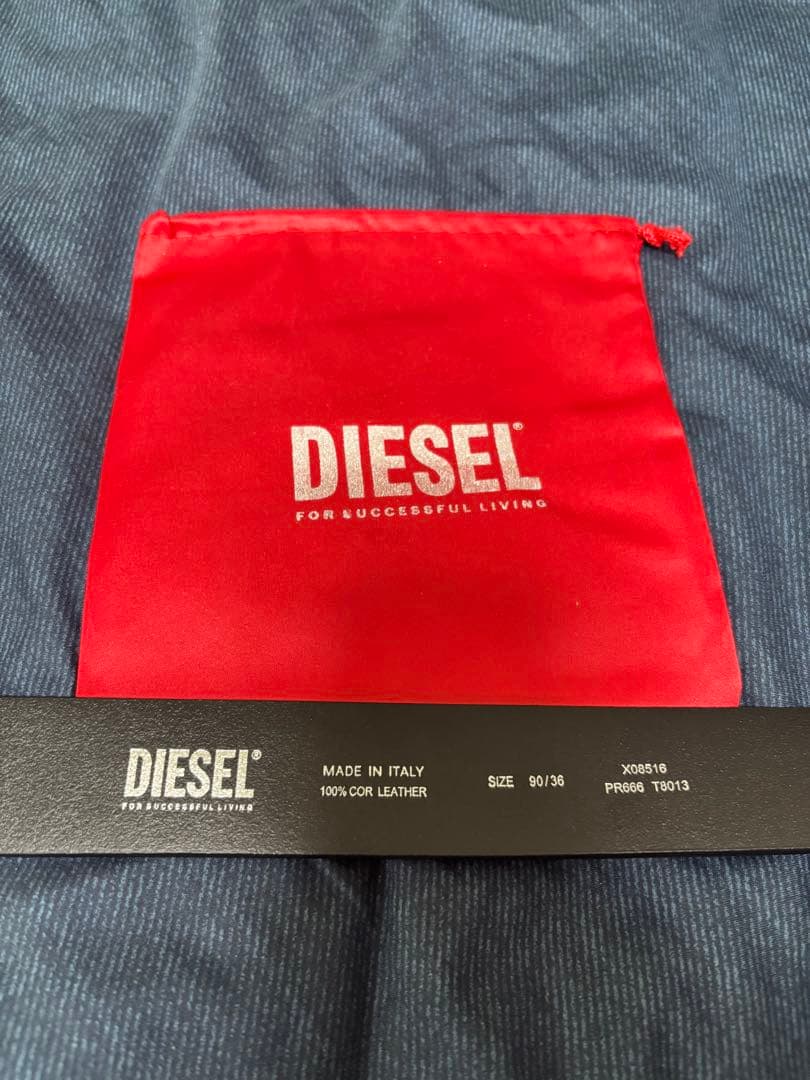 DIESEL®
FOR SUCCESSFUL LIVING
DIESEL®
FOR SUCCESSFUL LIVING
MADE IN ITALY
100% COR LEATHER
SIZE 90/36
X08516
PR666 T8013